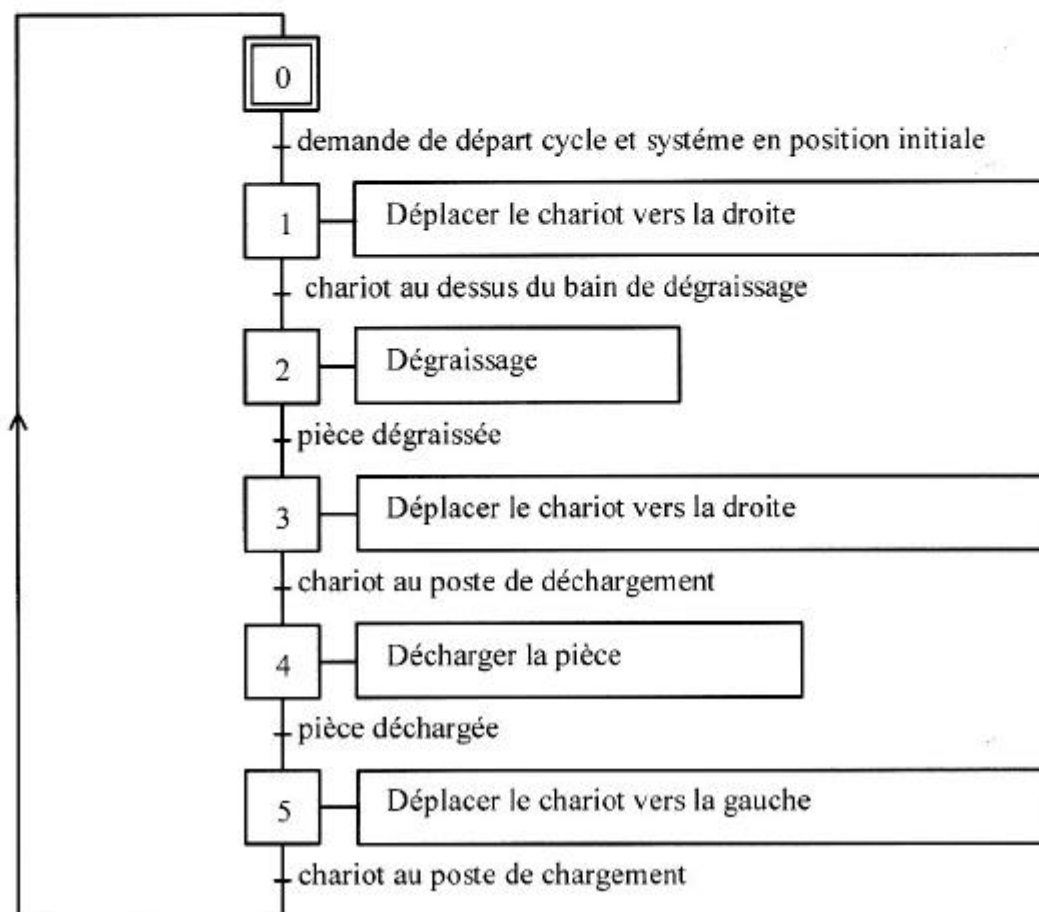 0
demande de départ cycle et systéme en position initiale
1
Déplacer le chariot vers la droite
chariot au dessus du bain de dégraissage
2
Dégraissage
pièce dégraissée
3
Déplacer le chariot vers la droite
chariot au poste de déchargement
4
Décharger la pièce
pièce déchargée
5
Déplacer le chariot vers la gauche
chariot au poste de chargement